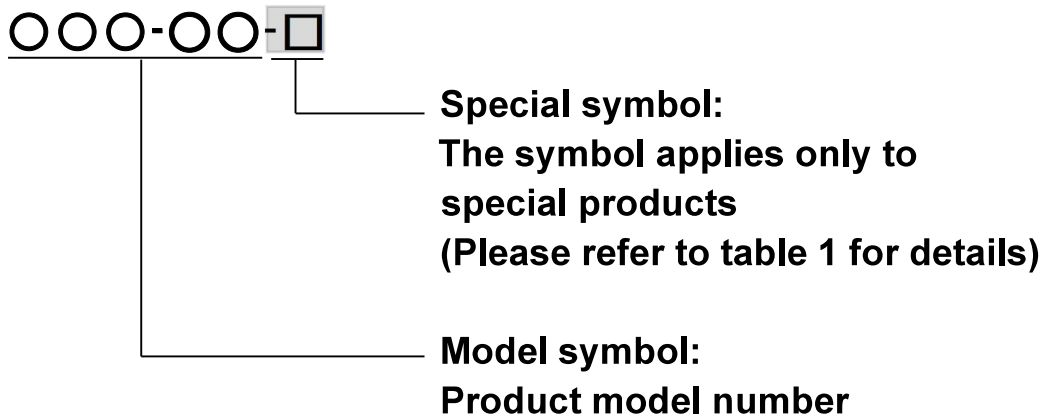 ○○○-○○-□
Special symbol:
The symbol applies only to
special products
(Please refer to table 1 for details)
Model symbol:
Product model number